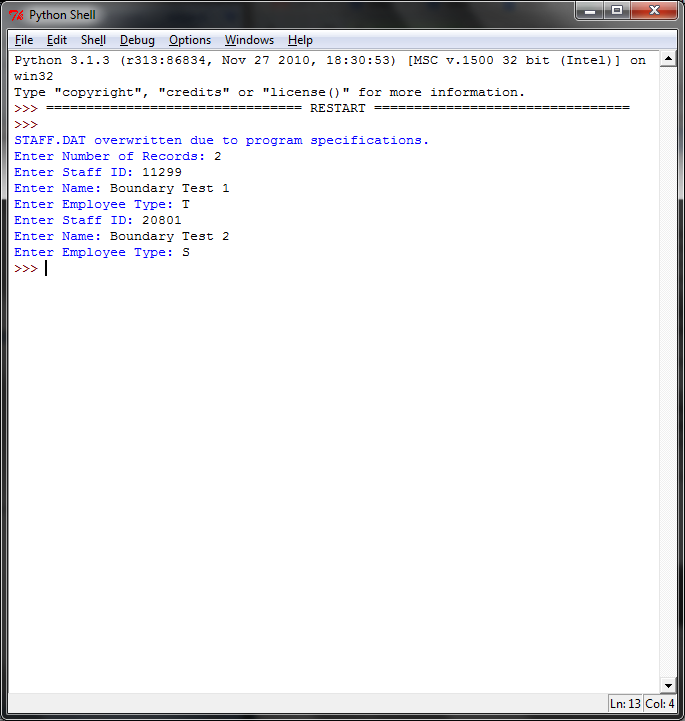 Python Shell
File Edit Shell Debug Options Windows Help
Python 3.1.3 (r313:86834, Nov 27 2010, 18:30:53) [MSC v.1500 32 bit (Intel)] on
win32
Type "copyright", "credits" or "license()" for more information.
>>> ================================ RESTART ================================
>>>
STAFF.DAT overwritten due to program specifications.
Enter Number of Records: 2
Enter Staff ID: 11299
Enter Name: Boundary Test 1
Enter Employee Type: T
Enter Staff ID: 20801
Enter Name: Boundary Test 2
Enter Employee Type: S
>>>
Ln: 13 Col: 4